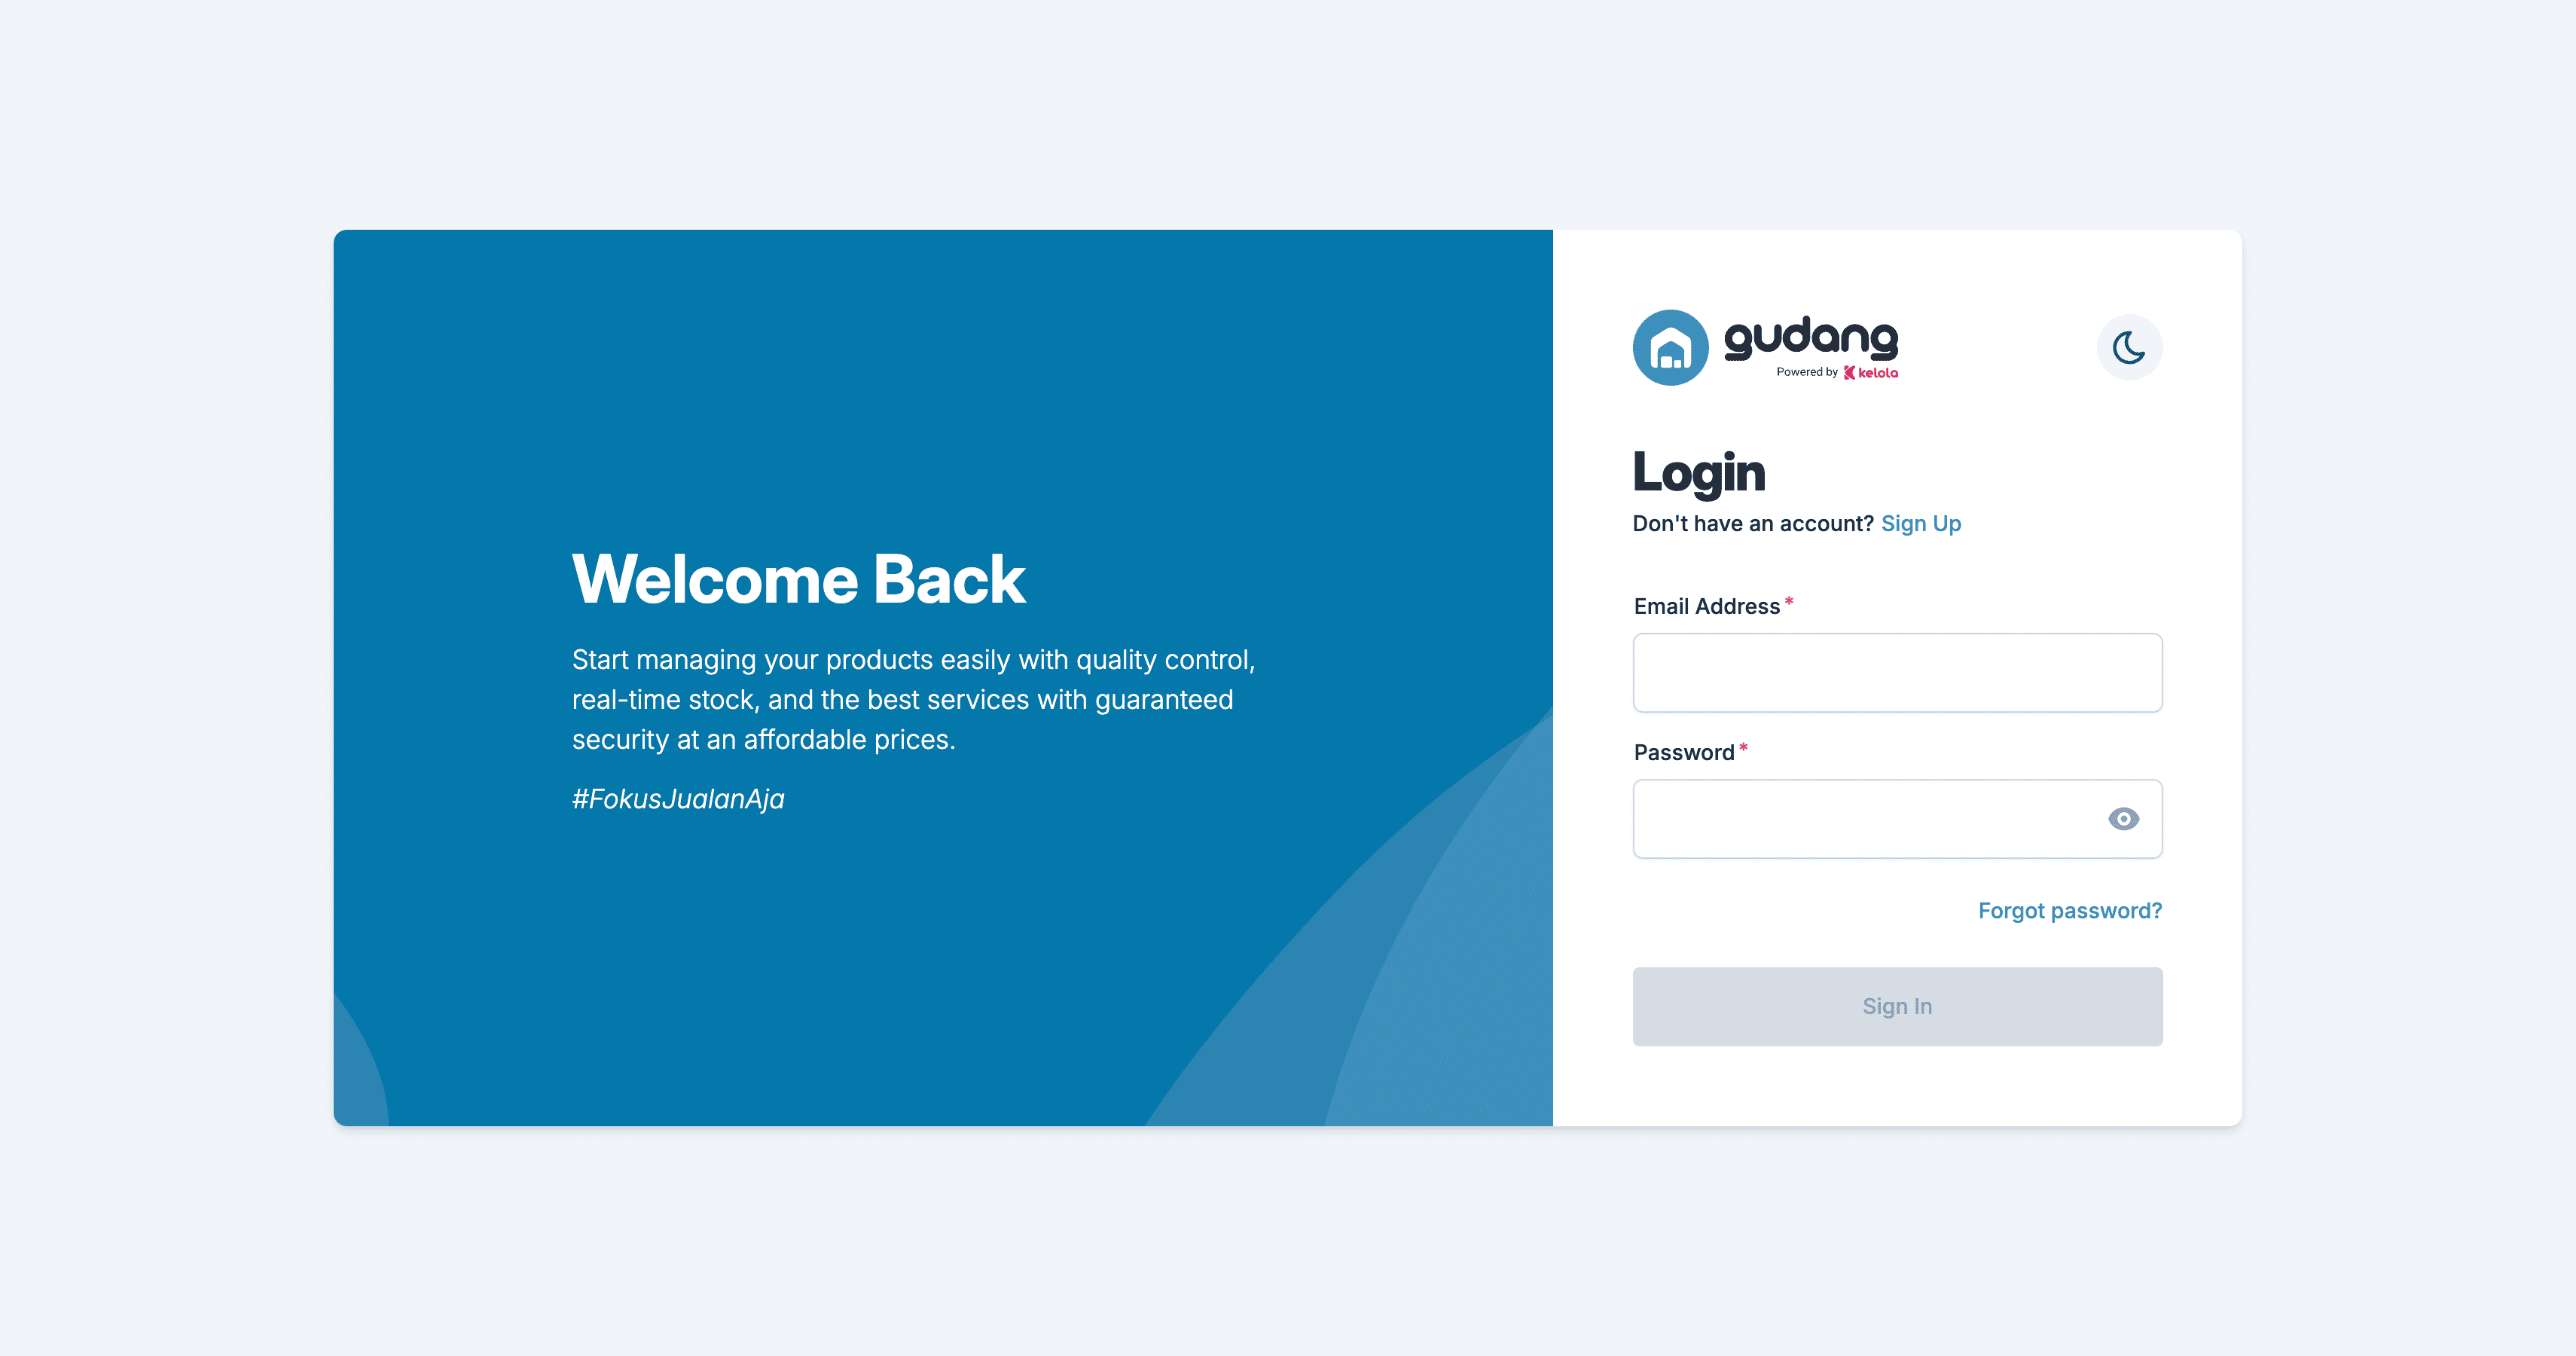 Welcome Back
Start managing your products easily with quality control,
real-time stock, and the best services with guaranteed
security at an affordable prices.
#FokusJualanAja
gudang
Powered by kelola
Login
Don't have an account? Sign Up
Email Address*
Password*
Forgot password?
Sign In